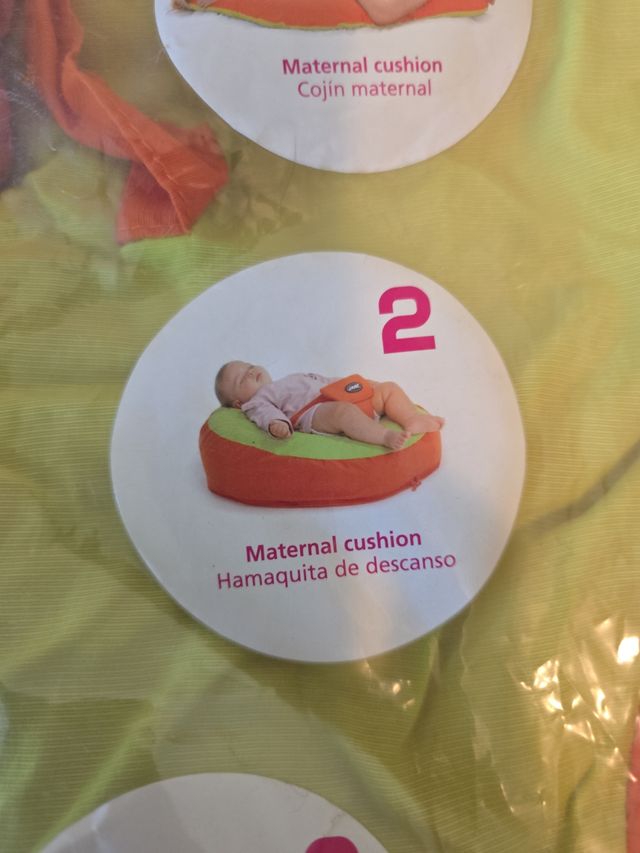 Maternal cushion
Cojín maternal
2
Maternal cushion
Hamaquita de descanso